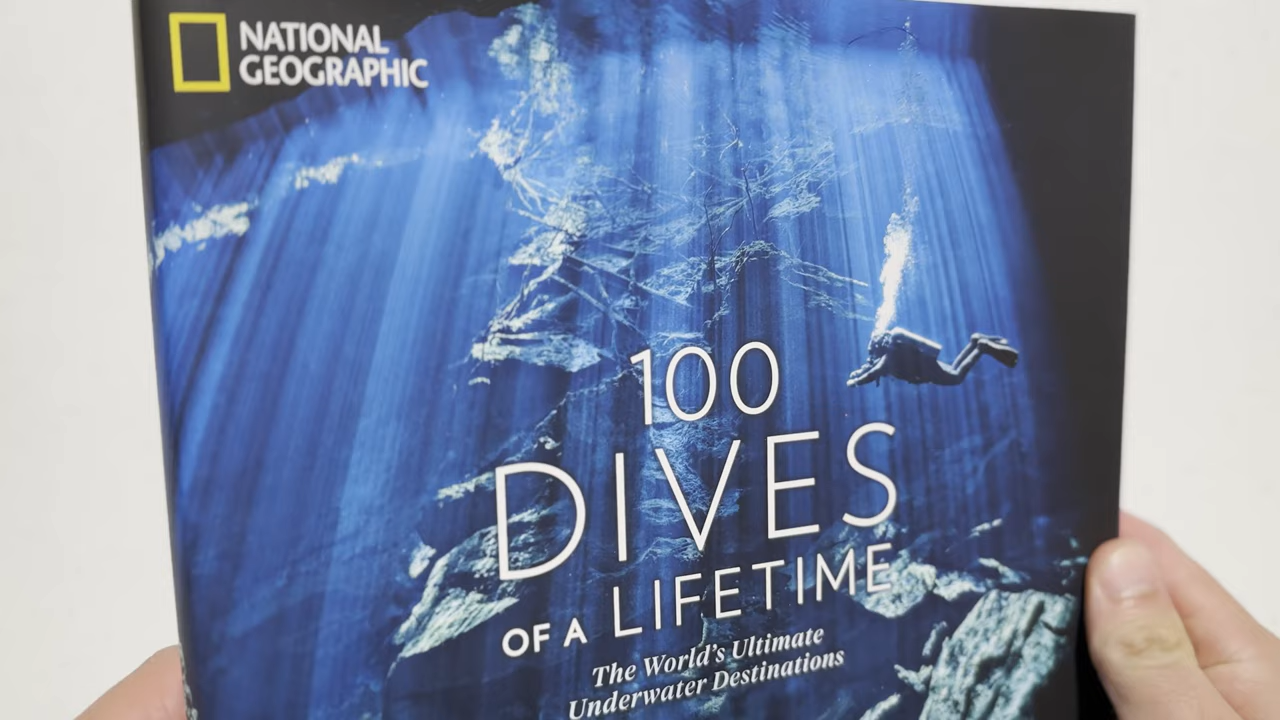 NATIONAL
GEOGRAPHIC
100
DIVES
OF A LIFETIME
The World's Ultimate
Underwater Destinations